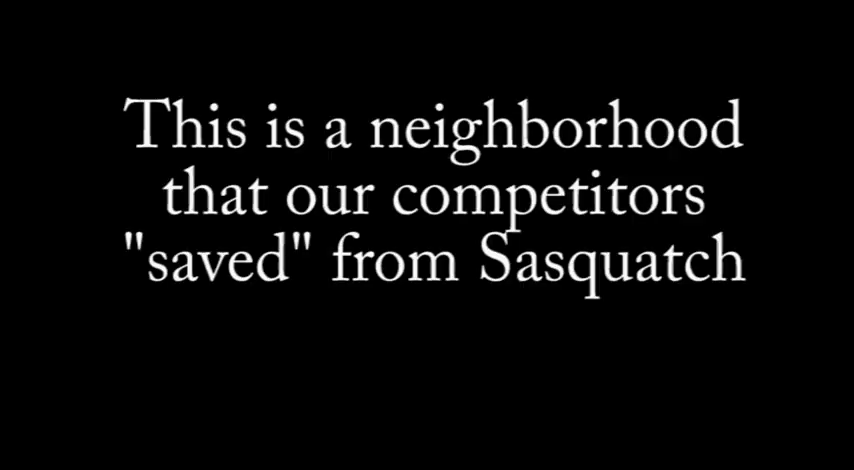 This is a neighborhood
that our competitors
"saved" from Sasquatch